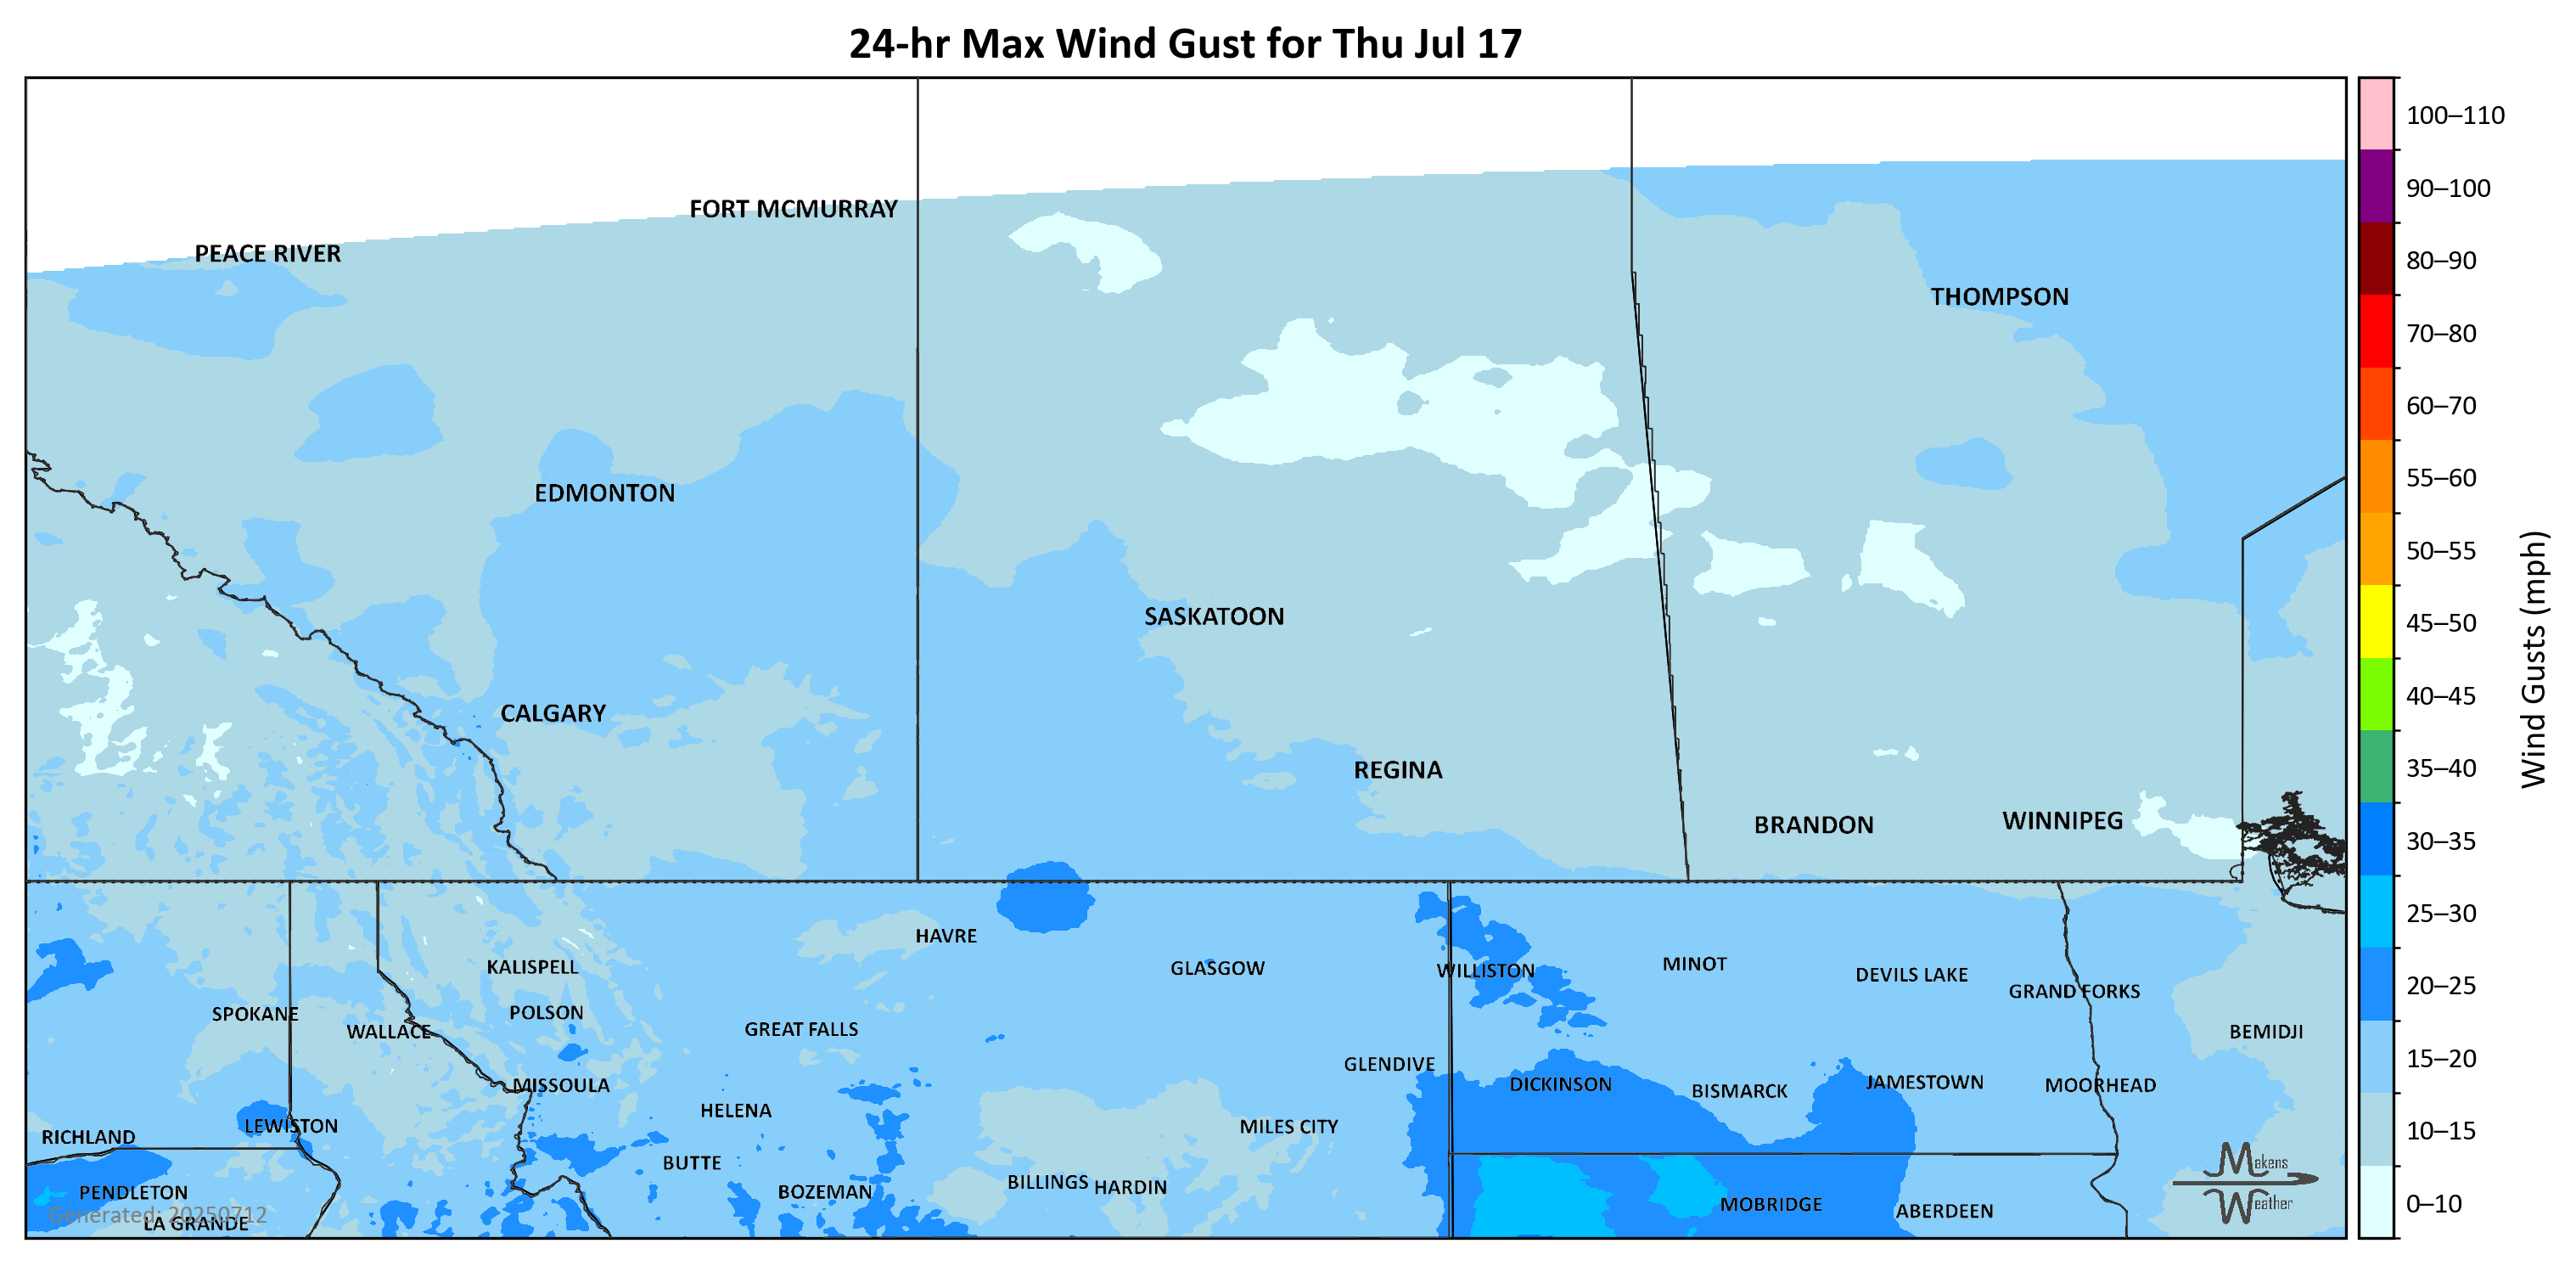 24-hr Max Wind Gust for Thu Jul 17
100–110
90–100
80–90
70–80
60–70
55–60
50–55
45–50
40–45
35–40
30–35
25–30
20–25
15–20
10–15
0–10
Wind Gusts (mph)
FORT MCMURRAY
PEACE RIVER
THOMPSON
EDMONTON
SASKATOON
CALGARY
REGINA
BRANDON
WINNIPEG
HAVRE
KALISPELL
GLASGOW
WILLISTON
MINOT
DEVILS LAKE
GRAND FORKS
SPOKANE
POLSON
WALLACE
GREAT FALLS
BEMIDJI
GLENDIVE
MISSOULA
DICKINSON
BISMARCK
JAMESTOWN
MOORHEAD
HELENA
LEWISTON
MILES CITY
RICHLAND
BUTTE
BILLINGS
HARDIN
PENDLETON
BOZEMAN
MOBRIDGE
ABERDEEN
Generated: 20250712
LA GRANDE
Makens
Weather